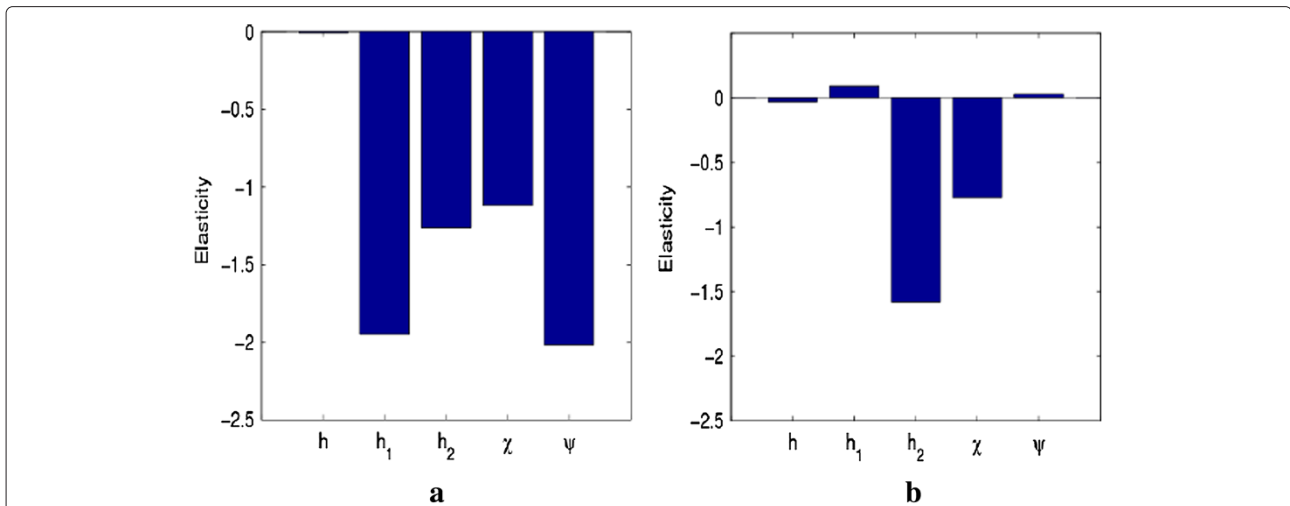 Elasticity
0
−0.5
−1
−1.5
−2
−2.5
h h₁ h₂ χ ψ
a
Elasticity
0
−0.5
−1
−1.5
−2
−2.5
h h₁ h₂ χ ψ
b